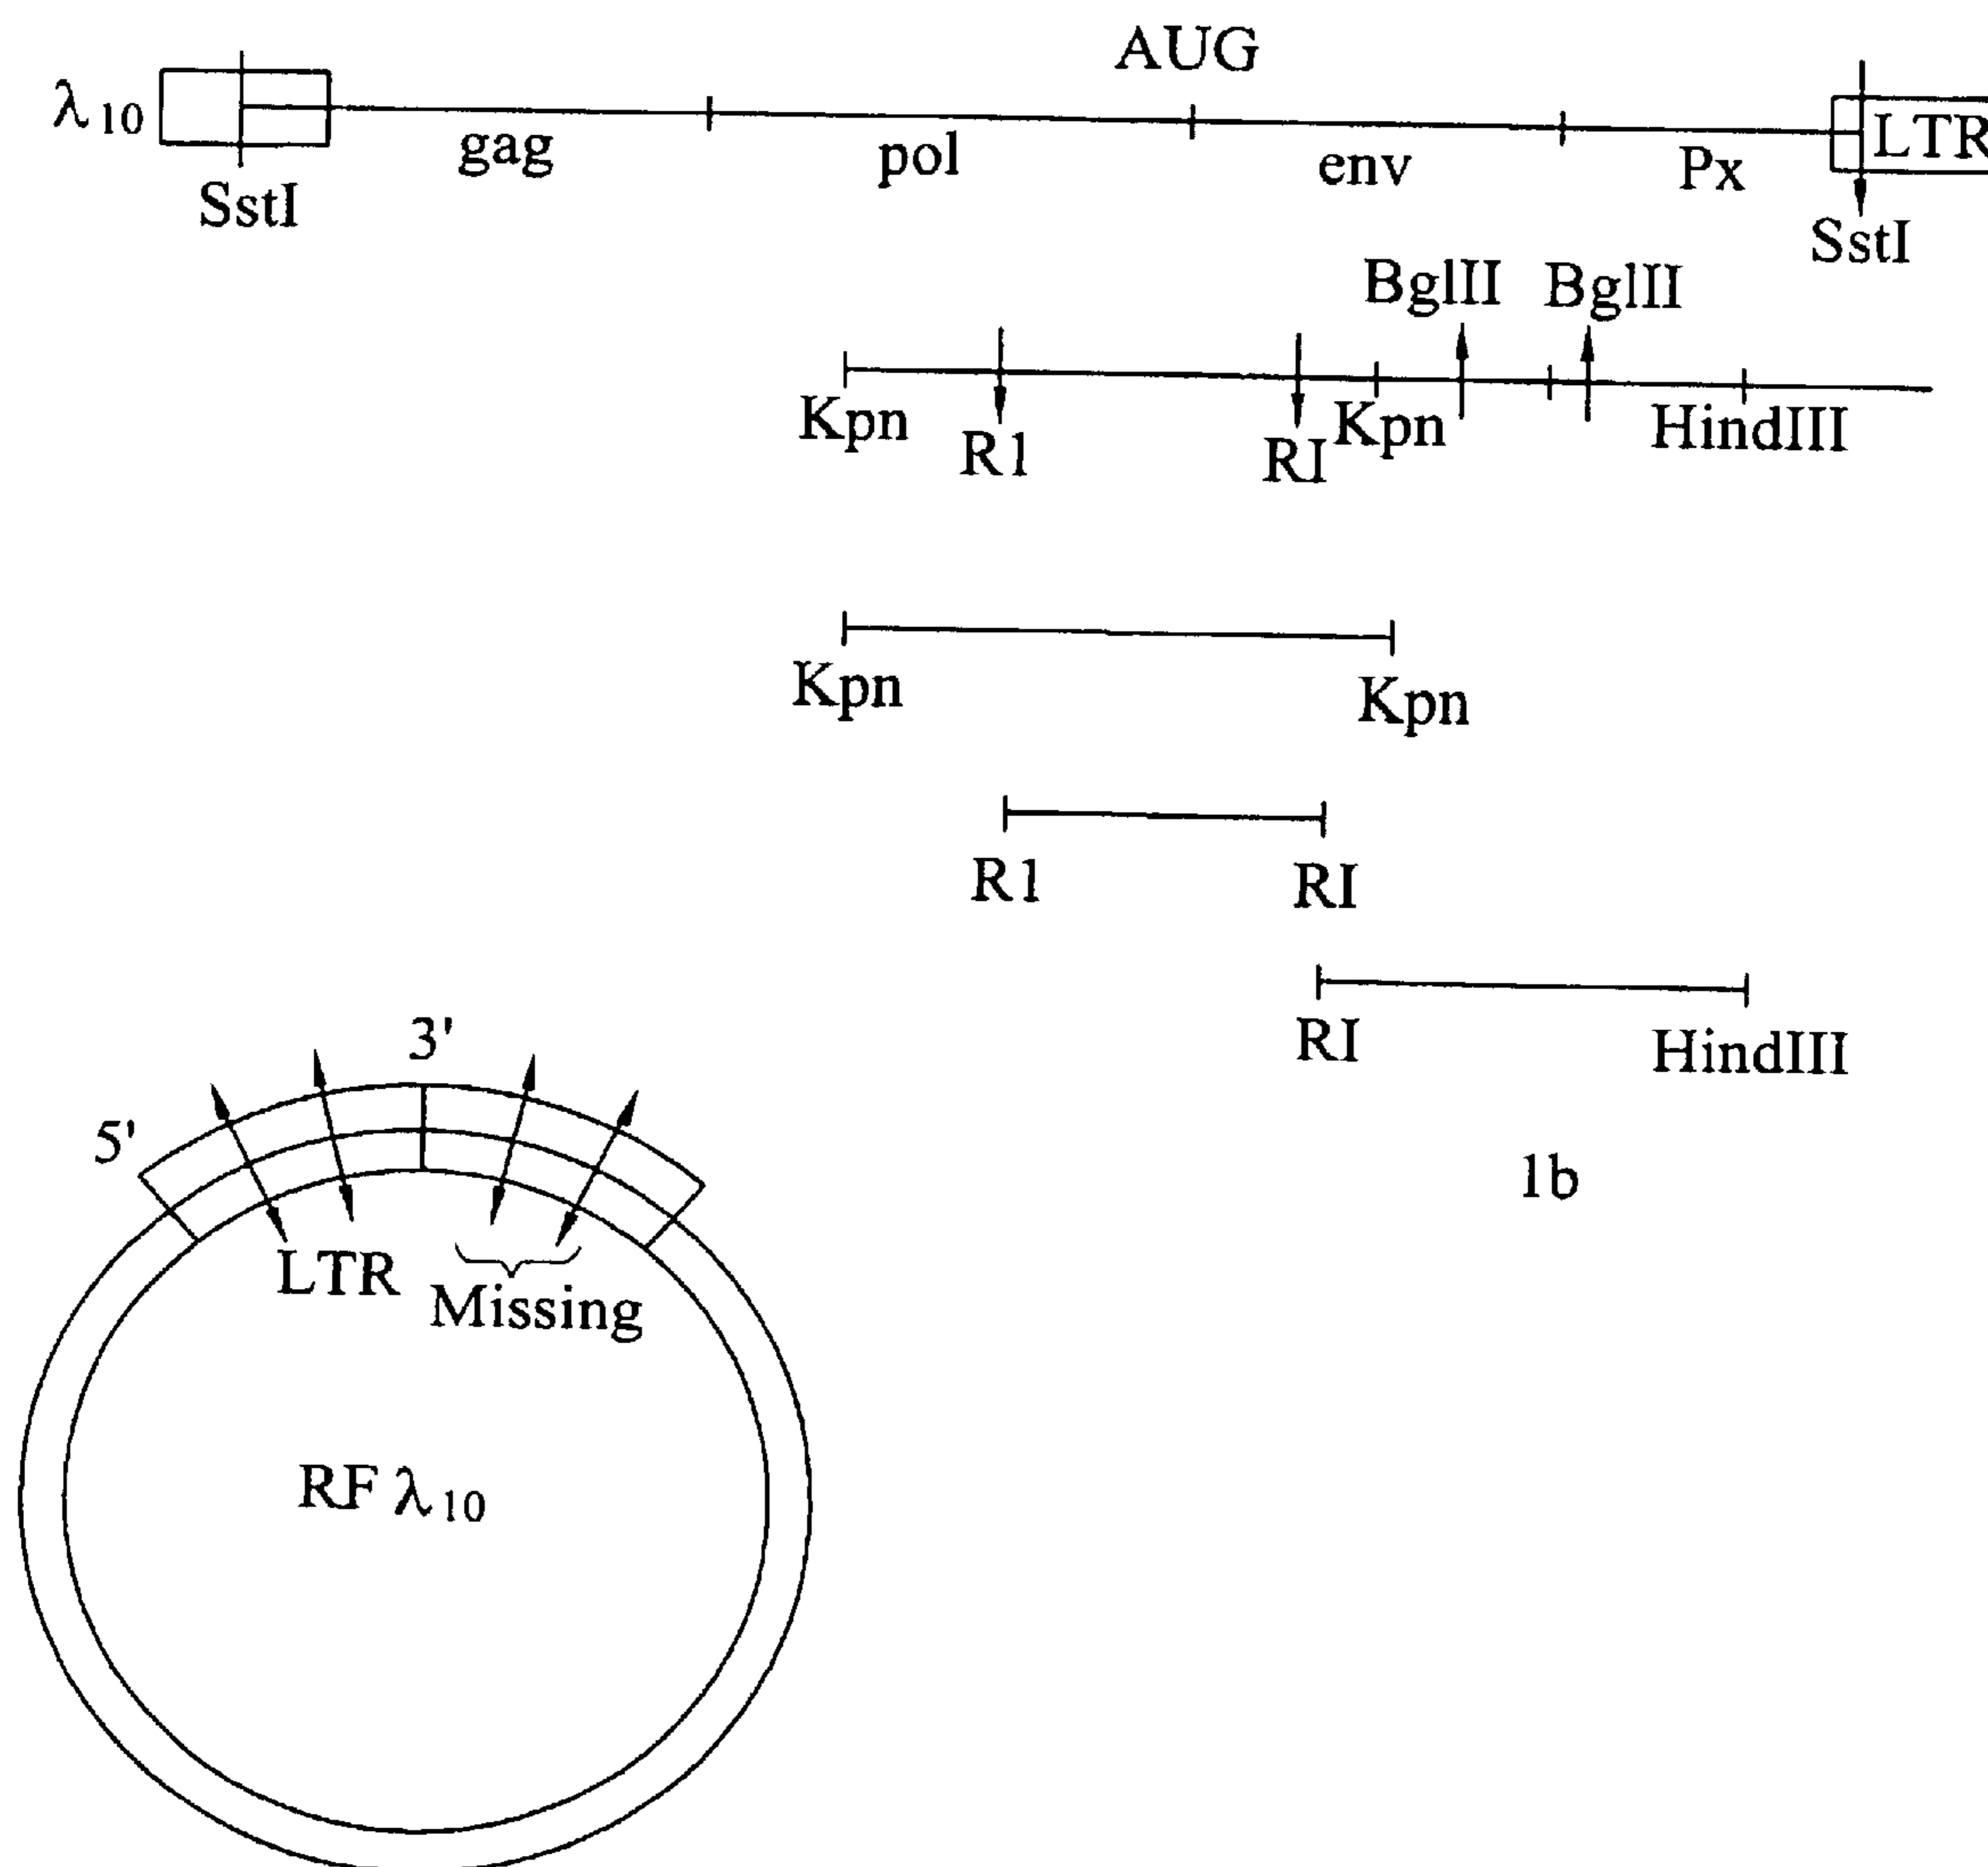 AUG
λ10
gag
pol
env
Px
LTR
SstI
SstI
BglII BglII
Kpn
R1
RI
Kpn
HindIII
Kpn
Kpn
R1
RI
RI
HindIII
3'
5'
LTR
Missing
1b
RF λ10